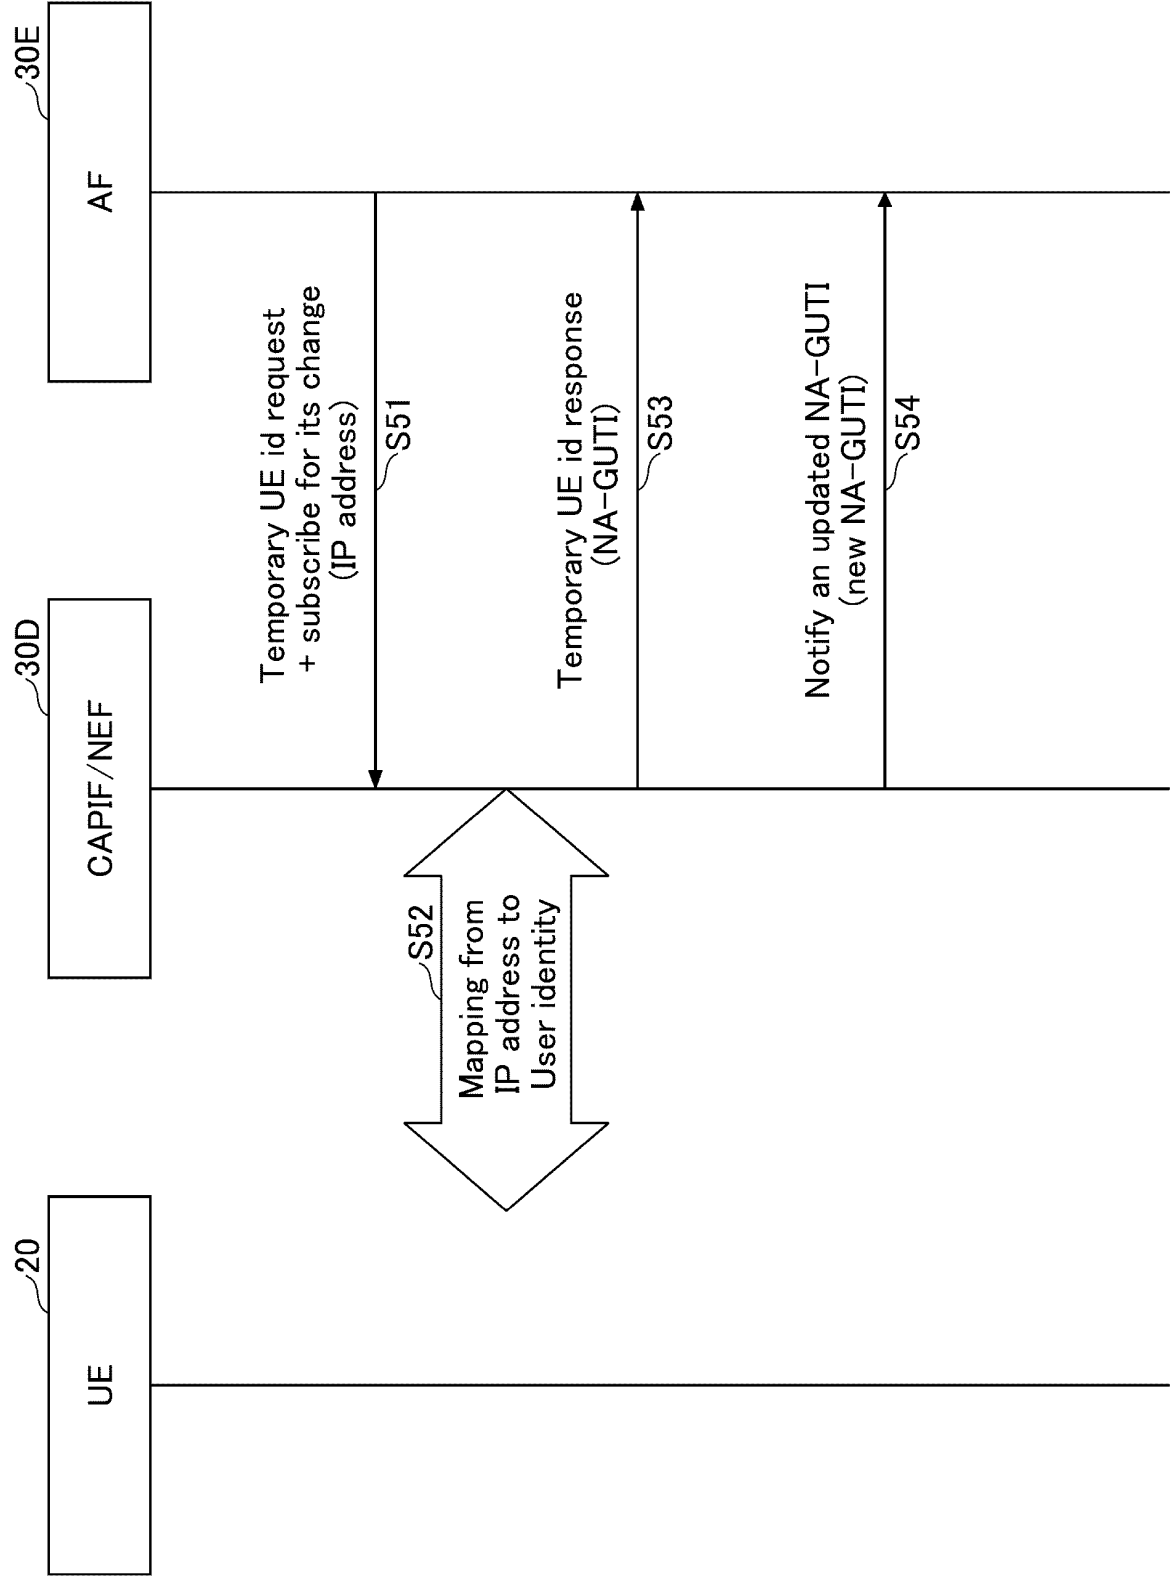 20
UE
30D
CAPIF/NEF
30E
AF
Temporary UE id request
+ subscribe for its change
(IP address)
S51
S52
Mapping from
IP address to
User identity
Temporary UE id response
(NA-GUTI)
S53
Notify an updated NA-GUTI
(new NA-GUTI)
S54